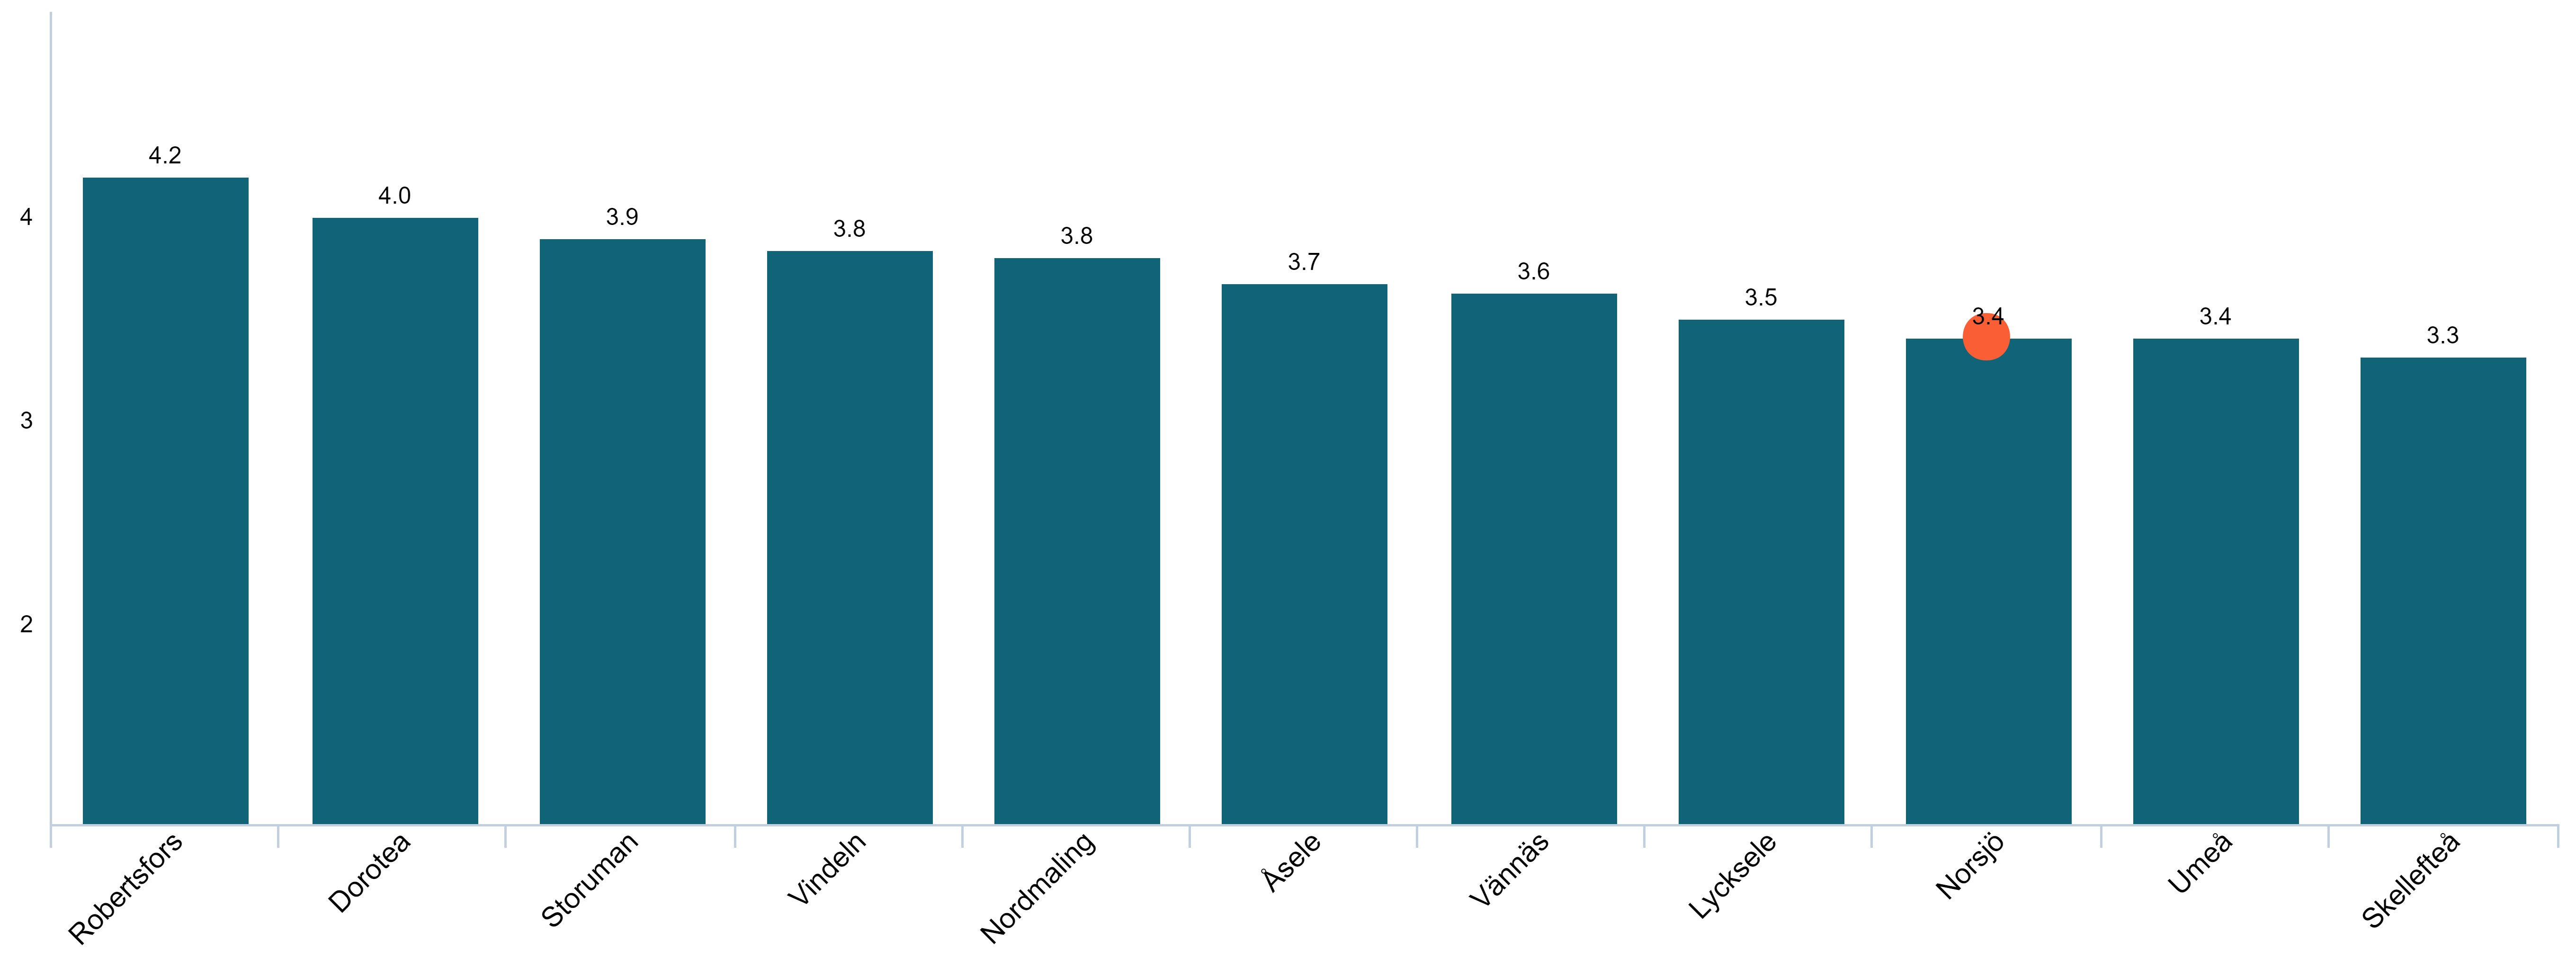 4.2
4.0
3.9
3.8
3.8
3.7
3.6
3.5
3.4
3.4
3.3
4
3
2
Robertsfors
Dorotea
Storuman
Vindeln
Nordmaling
Åsele
Vännäs
Lycksele
Norsjö
Umeå
Skellefteå